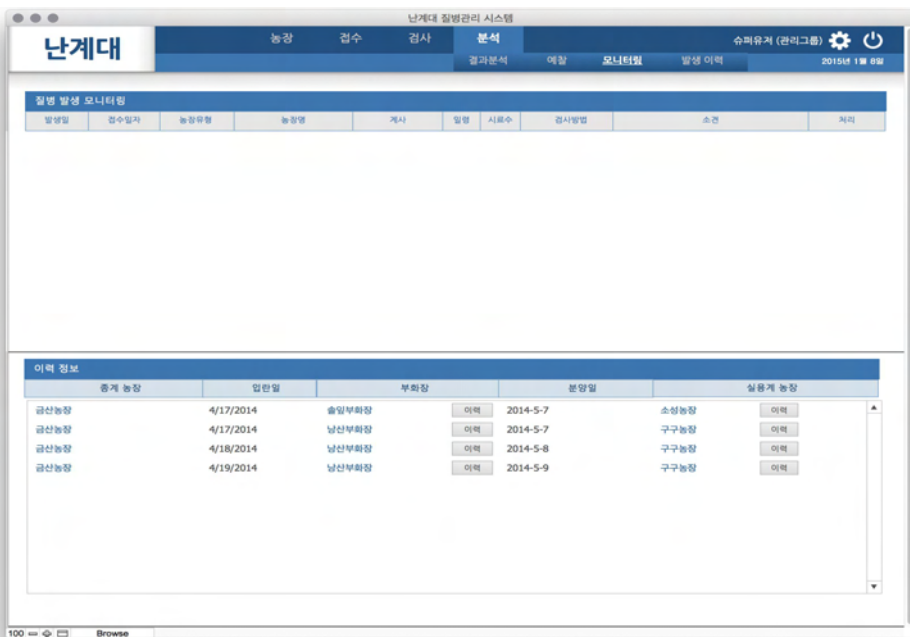 난계대 질병관리 시스템
난계대
농장 접수 검사 분석
슈퍼유저 (관리그룹)
결과분석 예찰 모니터링 발생 이력
2015년 1월 8일
질병 발생 모니터링
발생일 접수일자 농장유형 농장명 계사 일령 시료수 검사방법 소견 처리
이력 정보
종계 농장 입란일 부화장 분양일 실용계 농장
금산농장 4/17/2014 솔잎부화장 이력 2014-5-7 소성농장 이력
금산농장 4/17/2014 남산부화장 이력 2014-5-7 구구농장 이력
금산농장 4/18/2014 남산부화장 이력 2014-5-8 구구농장 이력
금산농장 4/19/2014 남산부화장 이력 2014-5-9 구구농장 이력
100 Browse